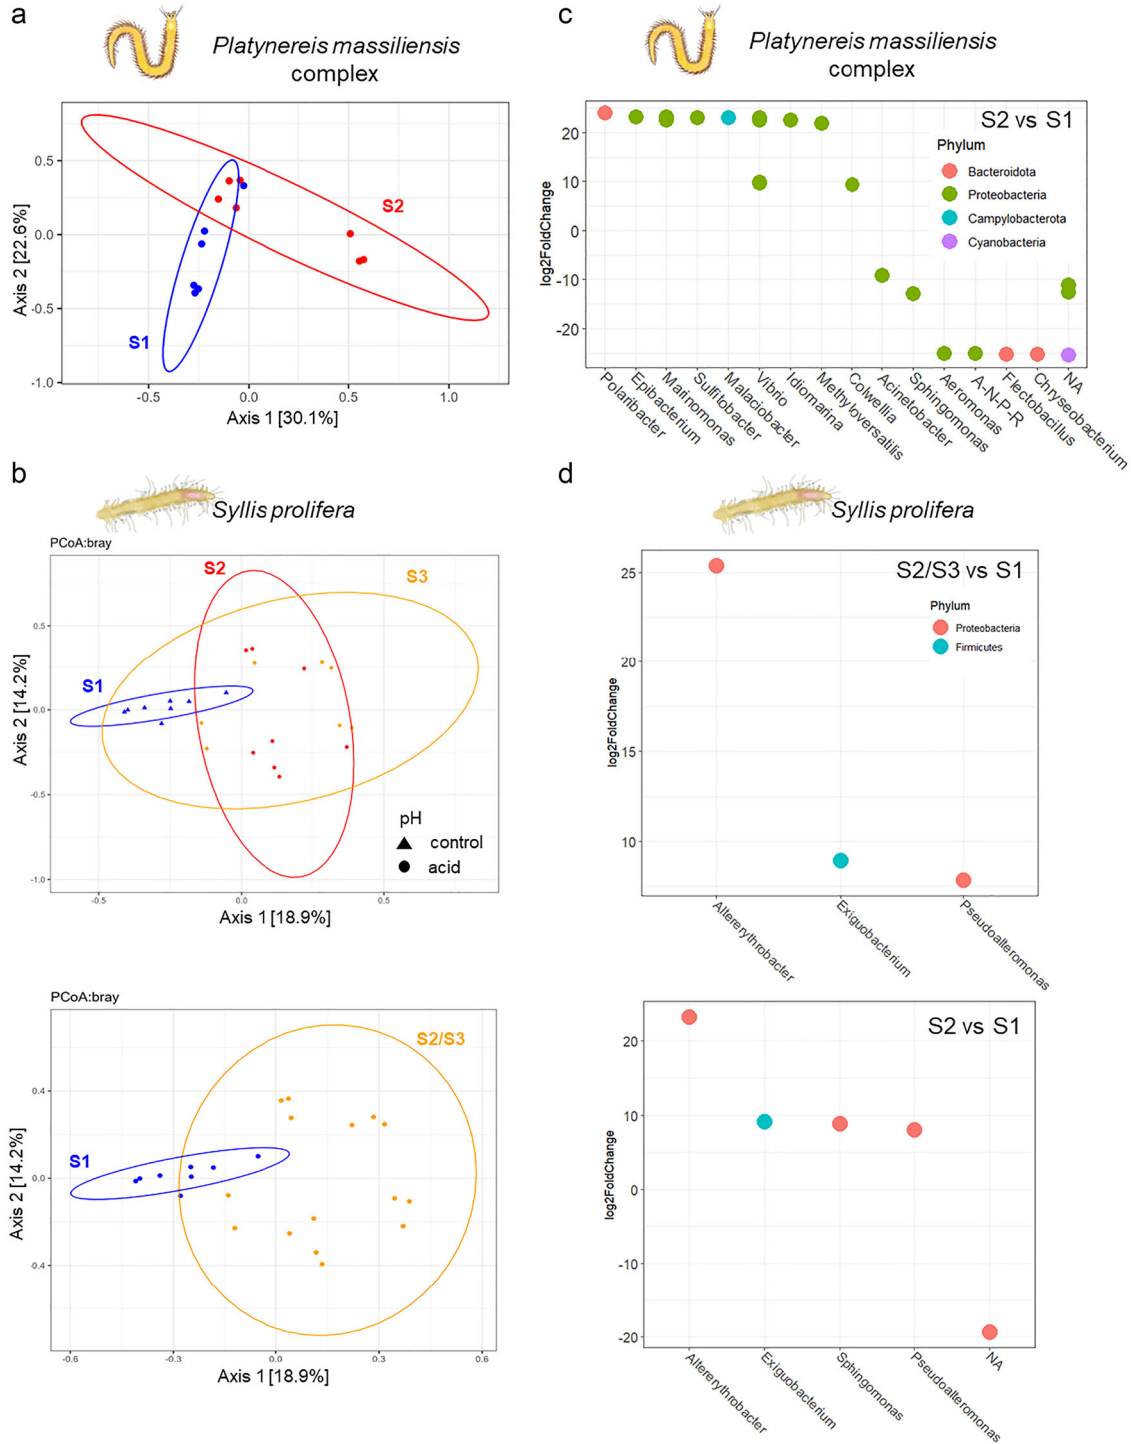 a
Platynereis massiliensis
complex
0.5
0.0
-0.5
-1.0
Axis 2 [22.6%]
S2
S1
-0.5
0.0
0.5
1.0
Axis 1 [30.1%]
c
Platynereis massiliensis
complex
S2 vs S1
Phylum
Bacteroidota
Proteobacteria
Campylobacterota
Cyanobacteria
20
10
0
-10
-20
log2FoldChange
Polaribacter
Epibacterium
Marinomonas
Sulfitobacter
Malaciobacter
Vibrio
Idiomarina
Methyloversatilis
Colwellia
Acinetobacter
Sphingomonas
Aeromonas
A-N-P-R
Flectobacillus
Chryseobacterium
NA
b
Syllis prolifera
PCoA:bray
S2
S3
S1
0.5
0.0
-0.5
-1.0
Axis 2 [14.2%]
pH
control
acid
-0.5
0.0
0.5
Axis 1 [18.9%]
d
Syllis prolifera
S2/S3 vs S1
Phylum
Proteobacteria
Firmicutes
25
20
15
10
log2FoldChange
Altererythrobacter
Exiguobacterium
Pseudoalteromonas
PCoA:bray
S2/S3
S1
0.4
0.0
-0.4
Axis 2 [14.2%]
-0.6
-0.3
0.0
0.3
0.6
Axis 1 [18.9%]
S2 vs S1
20
10
0
-10
-20
log2FoldChange
Altererythrobacter
Exiguobacterium
Sphingomonas
Pseudoalteromonas
NA